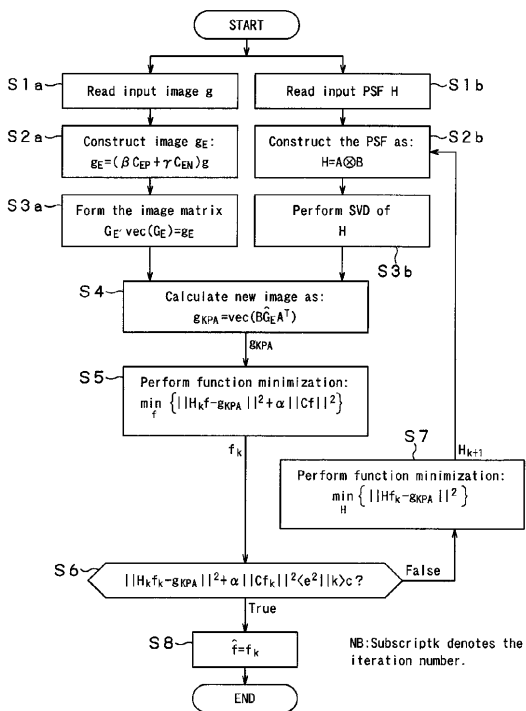 START
S1a
Read input image g
Read input PSF H
S1b
S2a
Construct image gE:
gE=(βCEP+γCEN)g
Construct the PSF as:
H=A⊗B
S2b
S3a
Form the image matrix
GE' vec(GE)=gE
Perform SVD of
H
S3b
S4
Calculate new image as:
gKPA=vec(BĜEA^T)
gKPA
S5
Perform function minimization:
min {||Hkf-gKPA||²+α||Cf||²}
f
fk
S7
Hk+1
Perform function minimization:
min {||Hfk-gKPA||²}
H
S6
||Hkfk-gKPA||²+α||Cfk||²<e²||k>c?
False
True
S8
f̂=fk
NB:Subscriptk denotes the
iteration number.
END